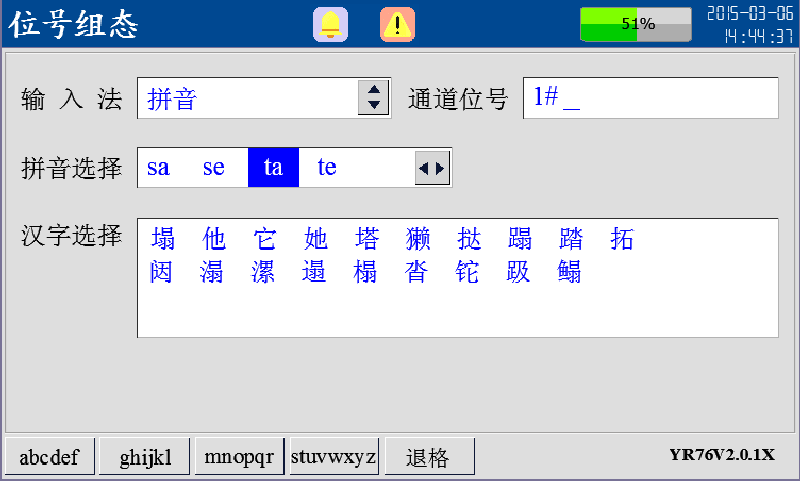 位号组态 51% 2015-03-06
14:44:37
输入法 拼音 通道位号 1#_
拼音选择 sa se ta te
汉字选择 塌 他 它 她 塔 獭 挞 蹋 踏 拓
闼 溻 漯 遢 榻 沓 铊 趿 鳎
abcdef ghijkl mnopqr stuvwxyz 退格 YR76V2.0.1X